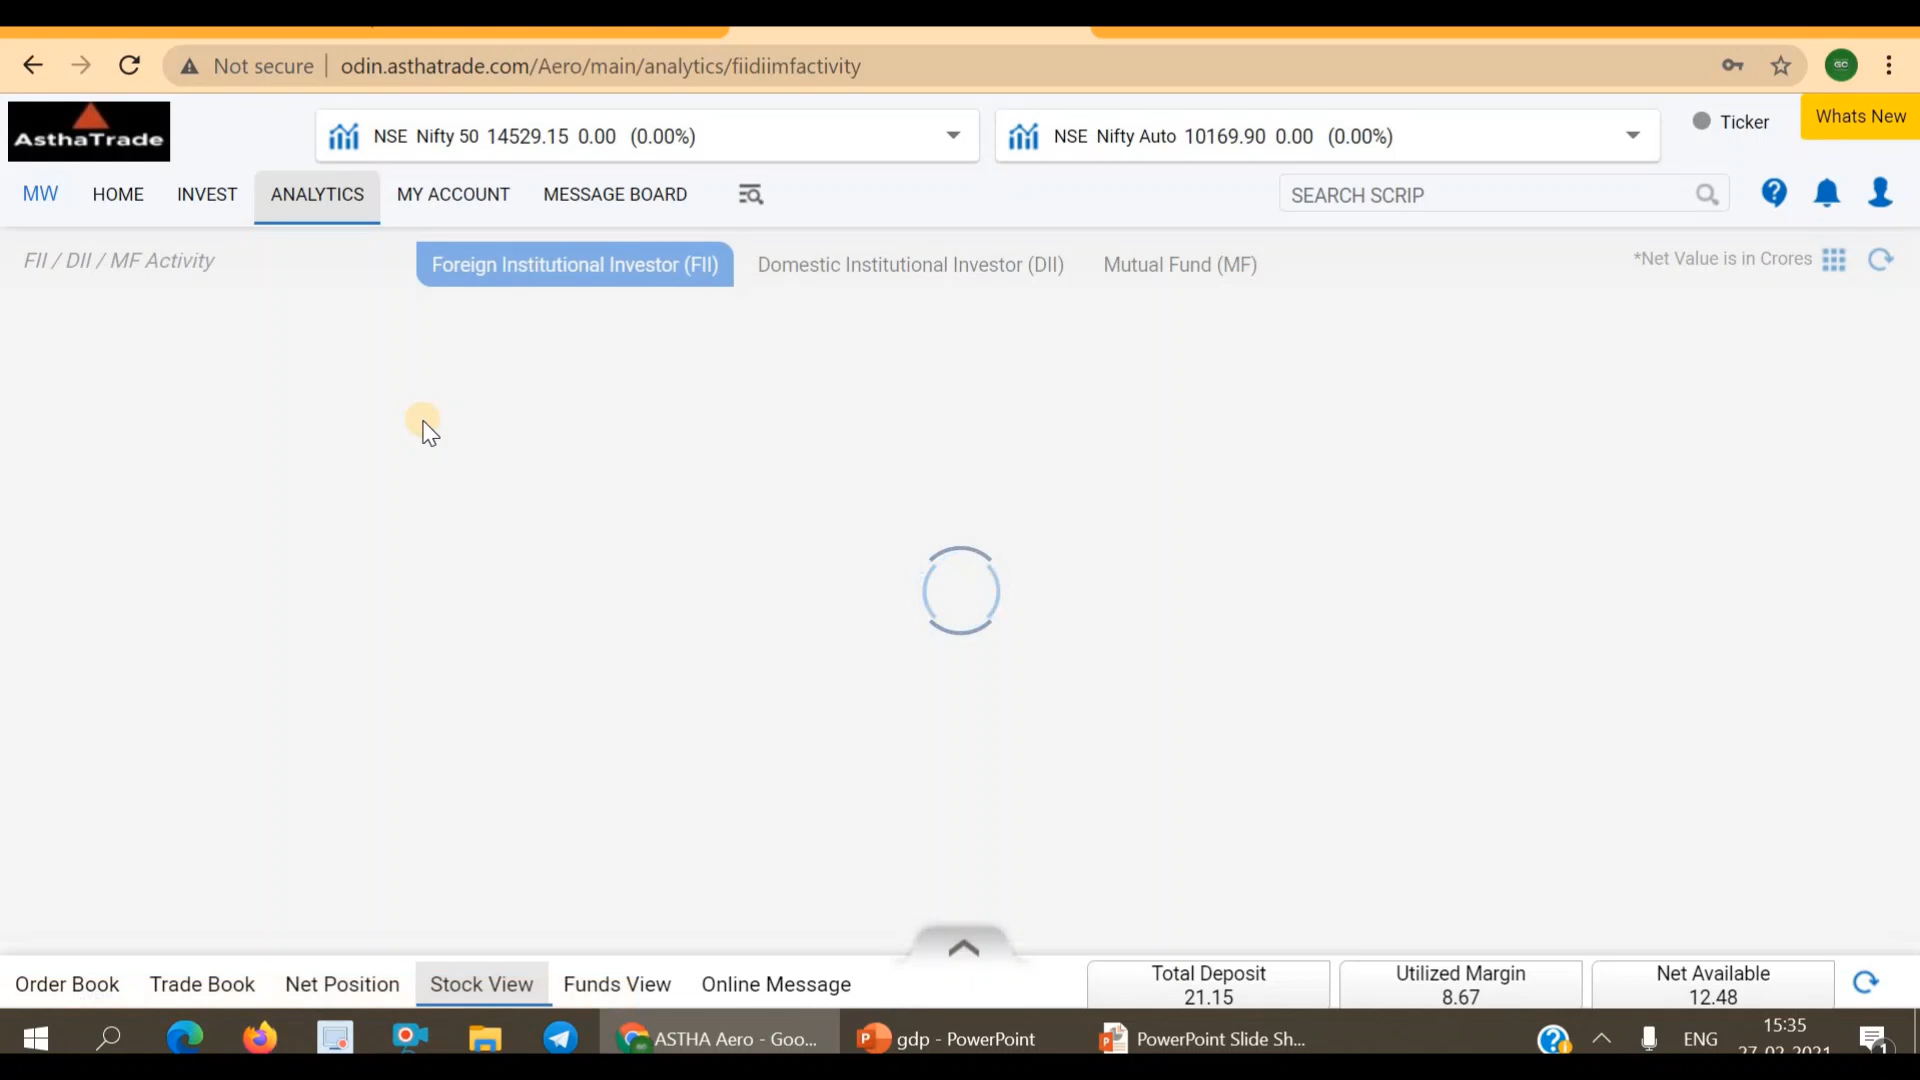 Not secure | odin.asthatrade.com/Aero/main/analytics/fiidiimfactivity
AsthaTrade
NSE Nifty 50 14529.15 0.00 (0.00%)
NSE Nifty Auto 10169.90 0.00 (0.00%)
Ticker
Whats New
MW HOME INVEST ANALYTICS MY ACCOUNT MESSAGE BOARD
SEARCH SCRIP
FII / DII / MF Activity
Foreign Institutional Investor (FII)
Domestic Institutional Investor (DII)
Mutual Fund (MF)
*Net Value is in Crores
Order Book Trade Book Net Position Stock View Funds View Online Message
Total Deposit
21.15
Utilized Margin
8.67
Net Available
12.48
ASTHA Aero - Goo...
gdp - PowerPoint
PowerPoint Slide Sh...
ENG
15:35
27-02-2021
1
GC